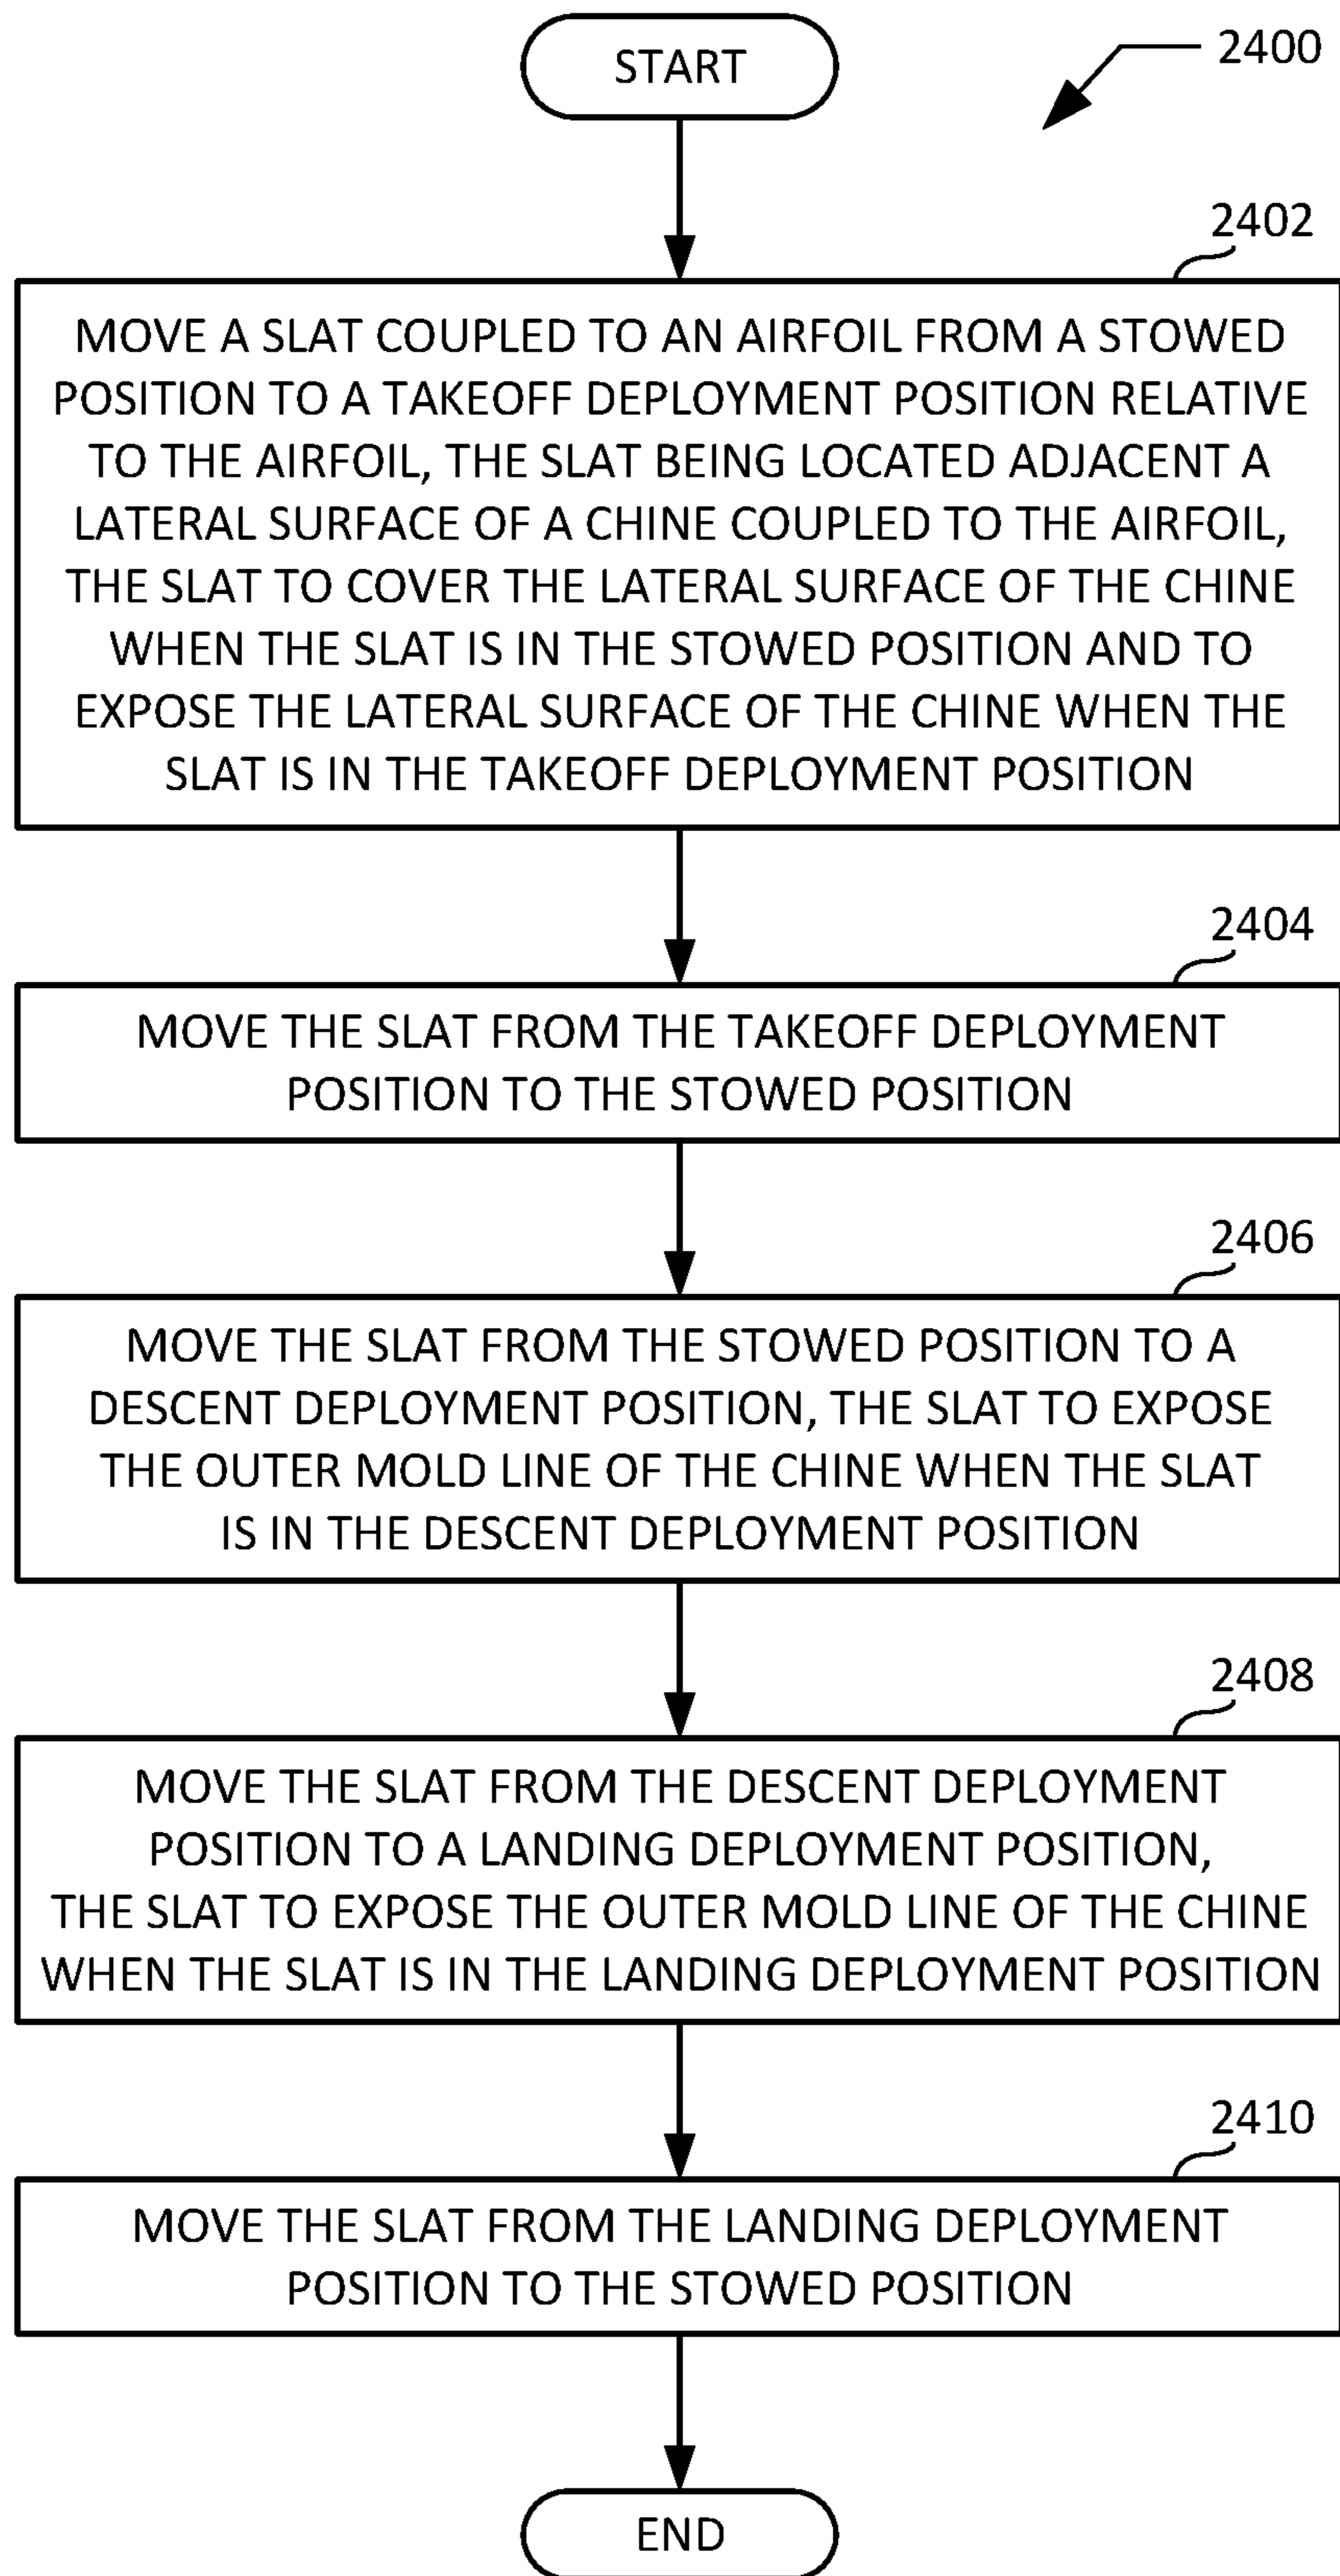 START
2400
2402
MOVE A SLAT COUPLED TO AN AIRFOIL FROM A STOWED
POSITION TO A TAKEOFF DEPLOYMENT POSITION RELATIVE
TO THE AIRFOIL, THE SLAT BEING LOCATED ADJACENT A
LATERAL SURFACE OF A CHINE COUPLED TO THE AIRFOIL,
THE SLAT TO COVER THE LATERAL SURFACE OF THE CHINE
WHEN THE SLAT IS IN THE STOWED POSITION AND TO
EXPOSE THE LATERAL SURFACE OF THE CHINE WHEN THE
SLAT IS IN THE TAKEOFF DEPLOYMENT POSITION
2404
MOVE THE SLAT FROM THE TAKEOFF DEPLOYMENT
POSITION TO THE STOWED POSITION
2406
MOVE THE SLAT FROM THE STOWED POSITION TO A
DESCENT DEPLOYMENT POSITION, THE SLAT TO EXPOSE
THE OUTER MOLD LINE OF THE CHINE WHEN THE SLAT
IS IN THE DESCENT DEPLOYMENT POSITION
2408
MOVE THE SLAT FROM THE DESCENT DEPLOYMENT
POSITION TO A LANDING DEPLOYMENT POSITION,
THE SLAT TO EXPOSE THE OUTER MOLD LINE OF THE CHINE
WHEN THE SLAT IS IN THE LANDING DEPLOYMENT POSITION
2410
MOVE THE SLAT FROM THE LANDING DEPLOYMENT
POSITION TO THE STOWED POSITION
END